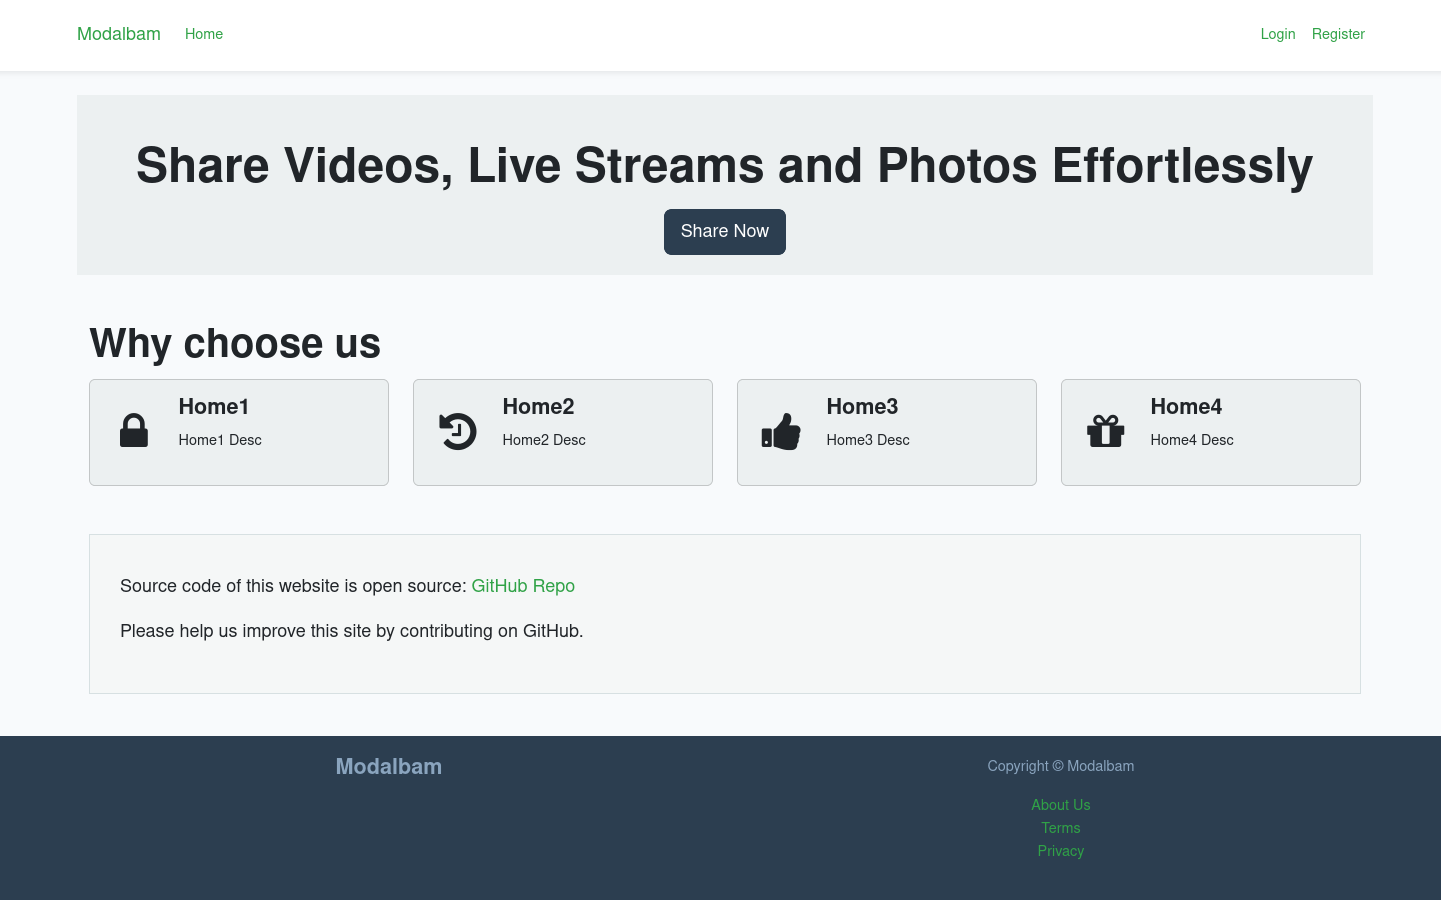 Modalbam
Home
Login
Register
Share Videos, Live Streams and Photos Effortlessly
Share Now
Why choose us
Home1
Home1 Desc
Home2
Home2 Desc
Home3
Home3 Desc
Home4
Home4 Desc
Source code of this website is open source: GitHub Repo
Please help us improve this site by contributing on GitHub.
Modalbam
Copyright © Modalbam
About Us
Terms
Privacy